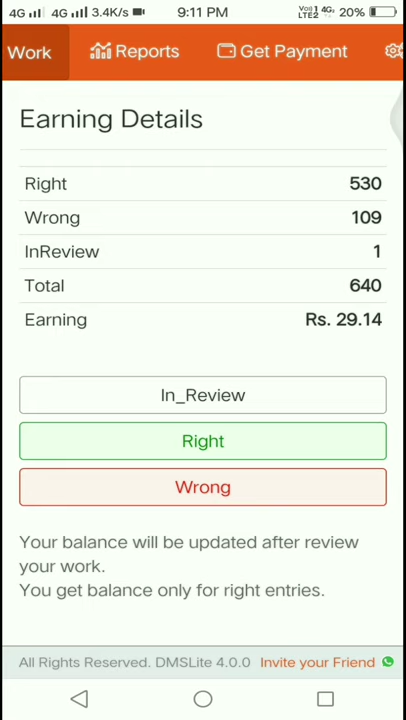 4G 4G 3.4K/s 9:11 PM LTE2 4G 20%
Work Reports Get Payment
Earning Details
Right 530
Wrong 109
InReview 1
Total 640
Earning Rs. 29.14
In_Review
Right
Wrong
Your balance will be updated after review
your work.
You get balance only for right entries.
All Rights Reserved. DMSLite 4.0.0 Invite your Friend